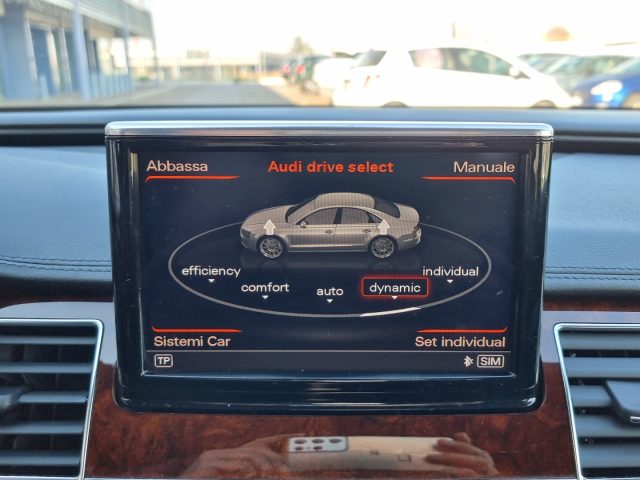 Abbassa
Audi drive select
Manuale
efficiency
comfort
auto
dynamic
individual
Sistemi Car
Set individual
TP
SIM